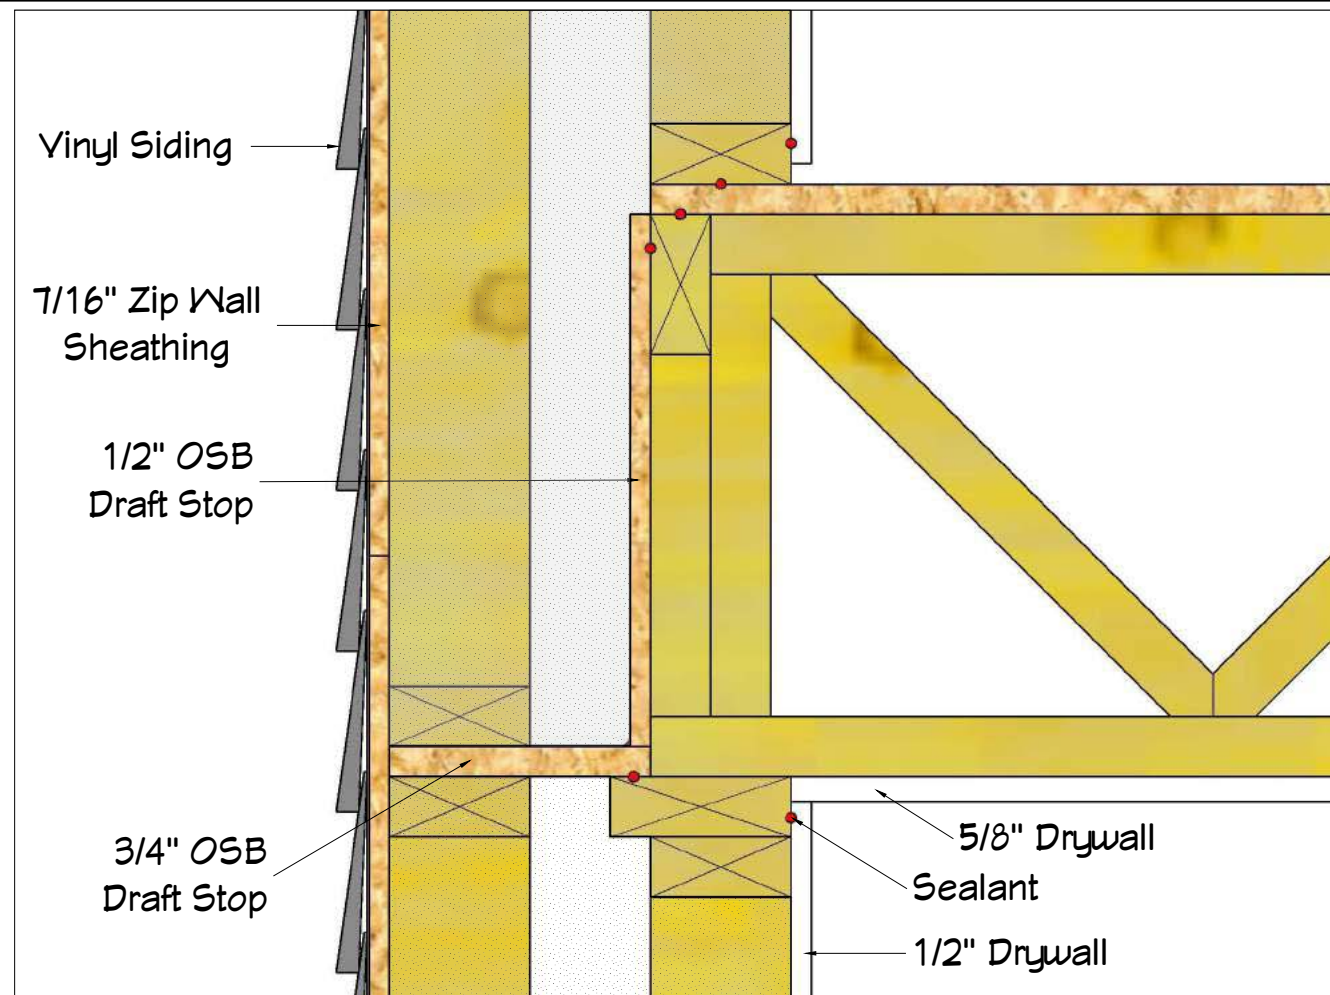 Vinyl Siding
7/16" Zip Wall
Sheathing
1/2" OSB
Draft Stop
3/4" OSB
Draft Stop
5/8" Drywall
Sealant
1/2" Drywall